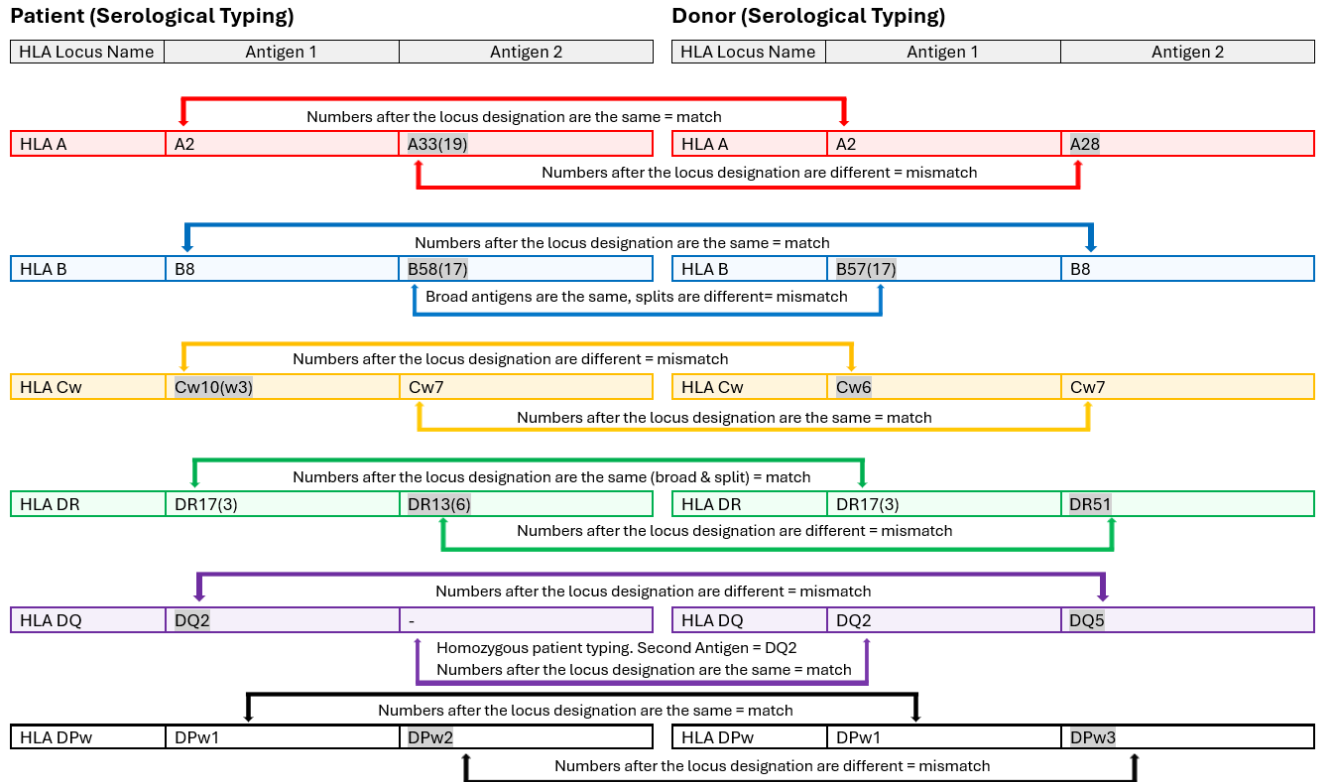 Patient (Serological Typing)
Donor (Serological Typing)
HLA Locus Name Antigen 1 Antigen 2 HLA Locus Name Antigen 1 Antigen 2
Numbers after the locus designation are the same = match
HLA A A2 A33(19) HLA A A2 A28
Numbers after the locus designation are different = mismatch
Numbers after the locus designation are the same = match
HLA B B8 B58(17) HLA B B57(17) B8
Broad antigens are the same, splits are different= mismatch
Numbers after the locus designation are different = mismatch
HLA Cw Cw10(w3) Cw7 HLA Cw Cw6 Cw7
Numbers after the locus designation are the same = match
Numbers after the locus designation are the same (broad & split) = match
HLA DR DR17(3) DR13(6) HLA DR DR17(3) DR51
Numbers after the locus designation are different = mismatch
Numbers after the locus designation are different = mismatch
HLA DQ DQ2 - HLA DQ DQ2 DQ5
Homozygous patient typing. Second Antigen = DQ2
Numbers after the locus designation are the same = match
Numbers after the locus designation are the same = match
HLA DPw DPw1 DPw2 HLA DPw DPw1 DPw3
Numbers after the locus designation are different = mismatch